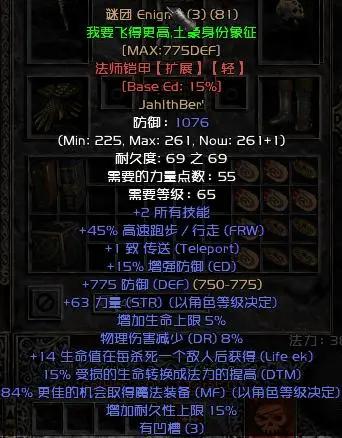 谜团 Enigma (3) (81)
我要飞得更高,土豪身份象征
[MAX:775DEF]
法师铠甲【扩展】【轻】
[Base Ed: 15%]
JahIthBer'
防御: 1076
(Min: 225, Max: 261, Now: 261+1)
耐久度: 69 之 69
需要的力量点数: 55
需要等级: 65
+2 所有技能
+45% 高速跑步/行走 (FRW)
+1 致 传送 (Teleport)
+15% 增强防御 (ED)
+775 防御 (DEF) (750-775)
+63 力量 (STR) (以角色等级决定)
增加生命上限 5%
物理伤害减少 (DR) 8%
+14 生命值在每杀死一个敌人后获得 (Life ek)
15% 受损的生命转换成法力的提高 (DTM)
84% 更佳的机会取得魔法装备 (MF) (以角色等级决定)
增加耐久性上限 15%
有凹槽 (3)
法力: 3